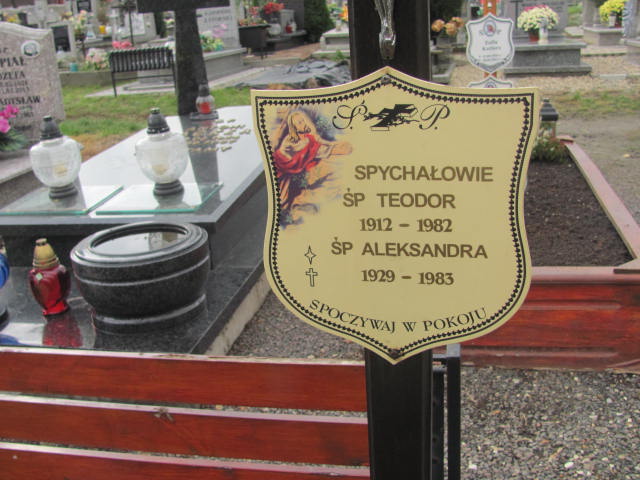 Ś. P.
SPYCHAŁOWIE
ŚP TEODOR
1912 - 1982
ŚP ALEKSANDRA
1929 - 1983
SPOCZYWAJ W POKOJU